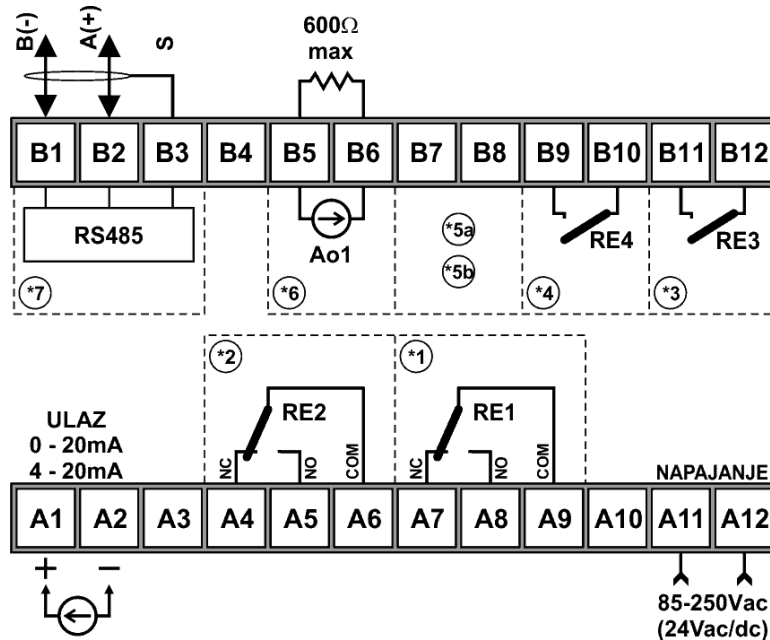 B(-) A(+) S
600Ω
max
B1 B2 B3 B4 B5 B6 B7 B8 B9 B10 B11 B12
RS485
Ao1
*5a
*5b
RE4
RE3
*7
*6
*4
*3
*2
*1
ULAZ
0 - 20mA
4 - 20mA
RE2
RE1
NC NO COM
NC NO COM
NAPAJANJE
A1 A2 A3 A4 A5 A6 A7 A8 A9 A10 A11 A12
+ −
85-250Vac
(24Vac/dc)